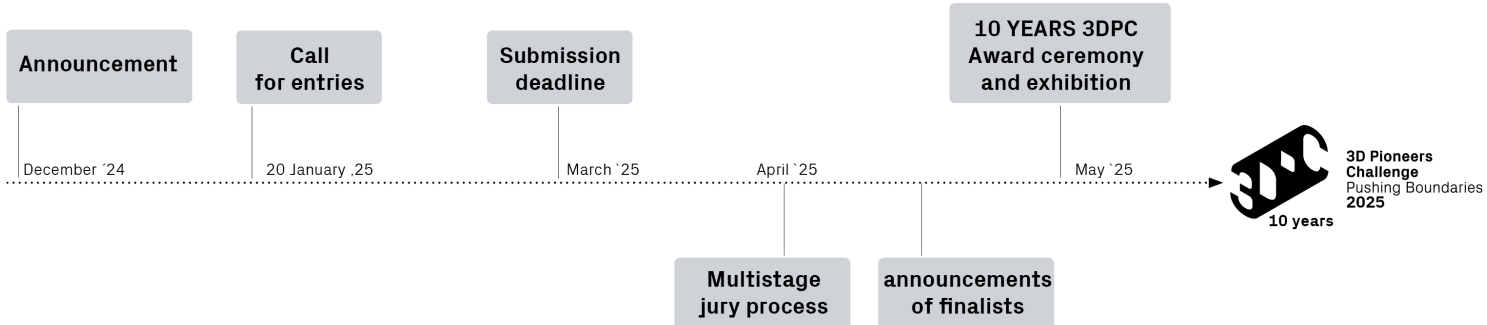 Announcement
Call
for entries
Submission
deadline
10 YEARS 3DPC
Award ceremony
and exhibition
December ´24
20 January ,25
March `25
April `25
May `25
3DPC
10 years
3D Pioneers
Challenge
Pushing Boundaries
2025
Multistage
jury process
announcements
of finalists